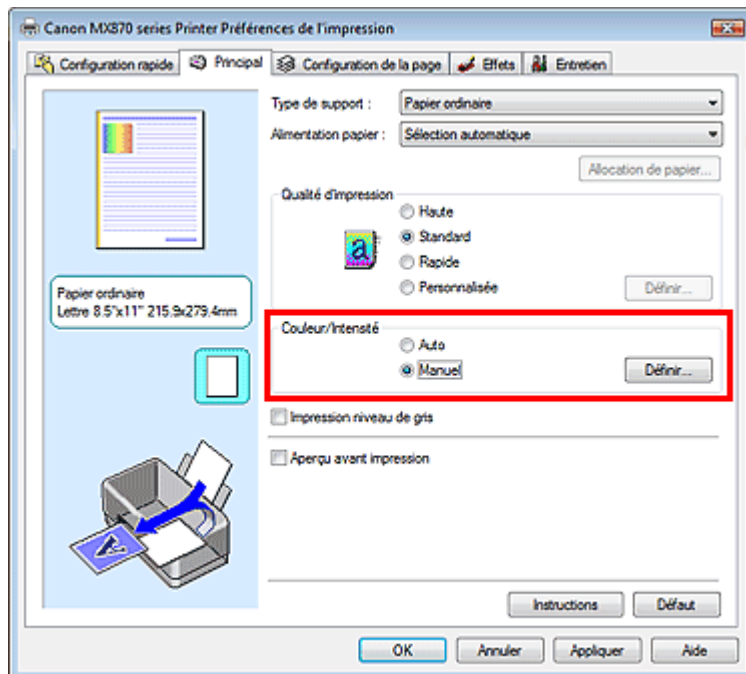 Canon MX870 series Printer Préférences de l'impression
Configuration rapide Principal Configuration de la page Effets Entretien
Type de support : Papier ordinaire
Alimentation papier : Sélection automatique
Allocation de papier...
Qualité d'impression
Haute
a Standard
Rapide
Personnalisée Définir...
Papier ordinaire
Lettre 8.5"x11" 215.9x279.4mm
Couleur/Intensité
Auto
Manuel Définir...
Impression niveau de gris
Aperçu avant impression
Instructions Défaut
OK Annuler Appliquer Aide